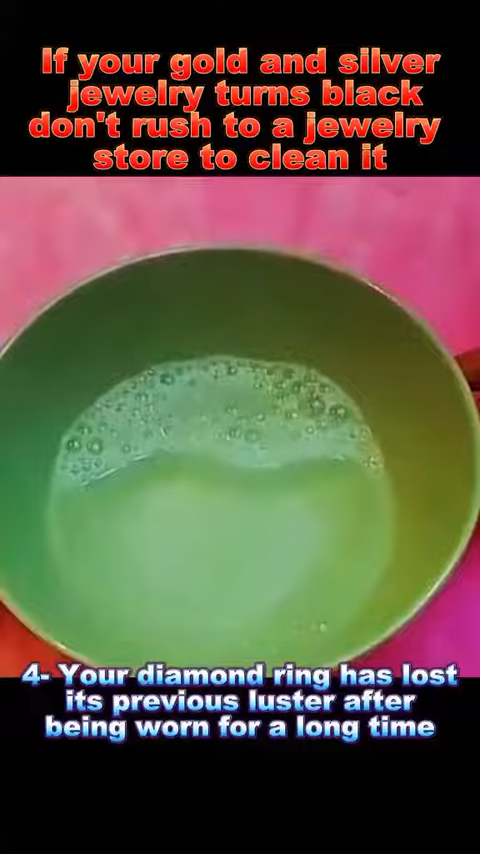 If your gold and silver
jewelry turns black
don't rush to a jewelry
store to clean it
4- Your diamond ring has lost
its previous luster after
being worn for a long time